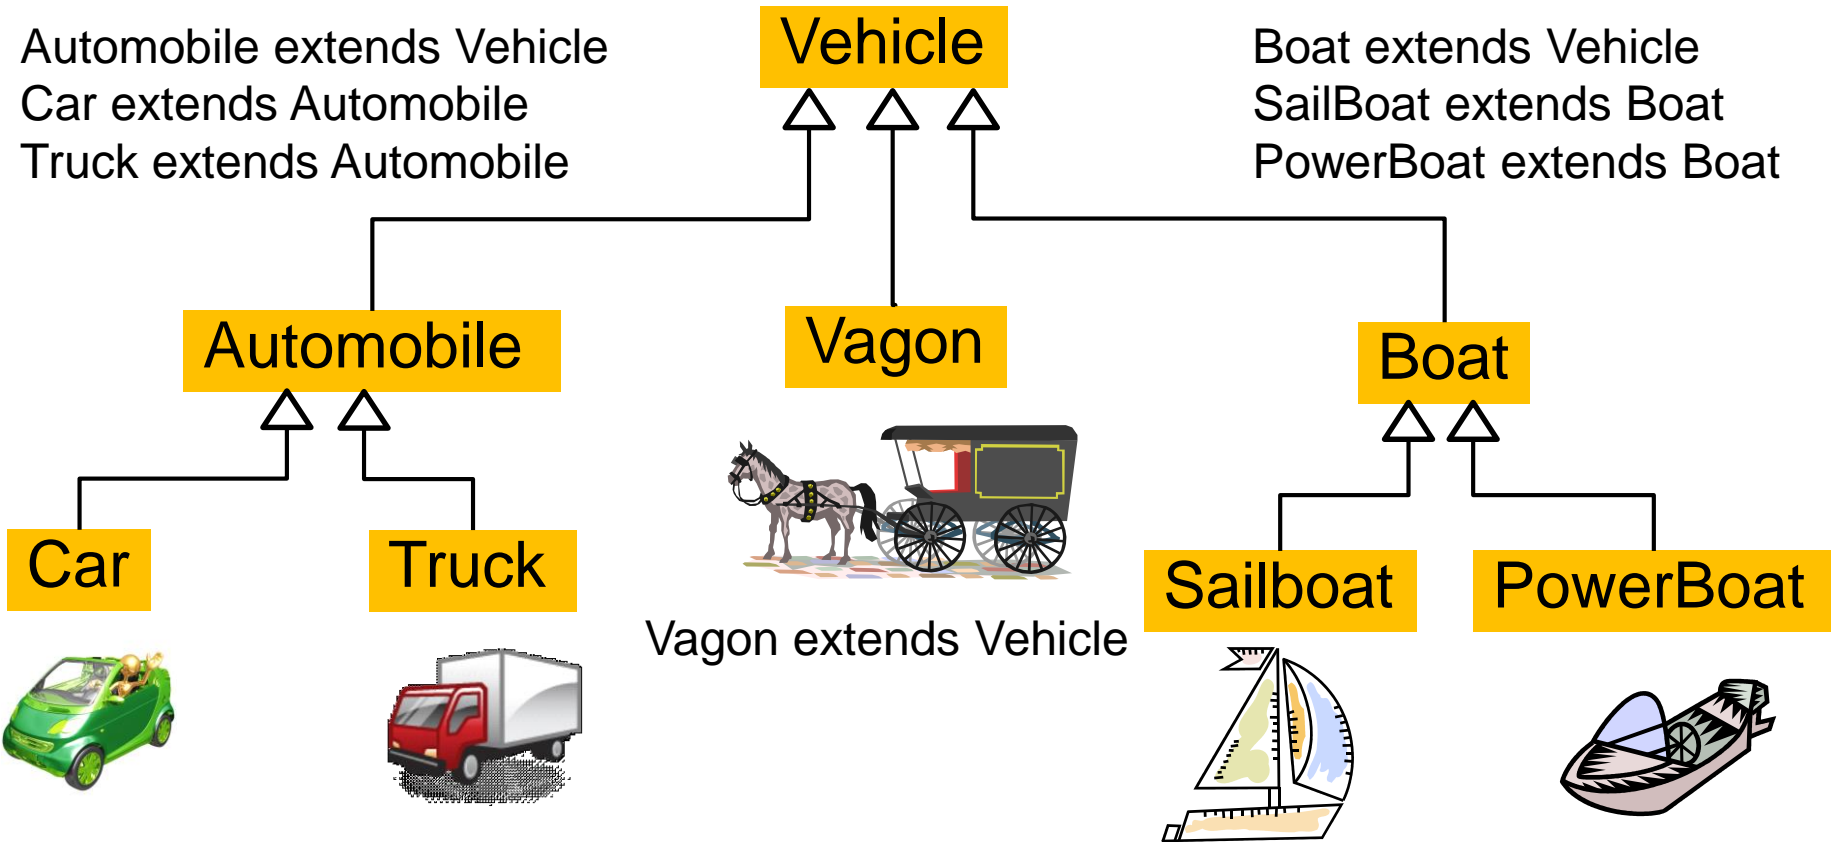 Automobile extends Vehicle
Car extends Automobile
Truck extends Automobile
Vehicle
Boat extends Vehicle
SailBoat extends Boat
PowerBoat extends Boat
Automobile
Vagon
Boat
Car
Truck
Sailboat
PowerBoat
Vagon extends Vehicle